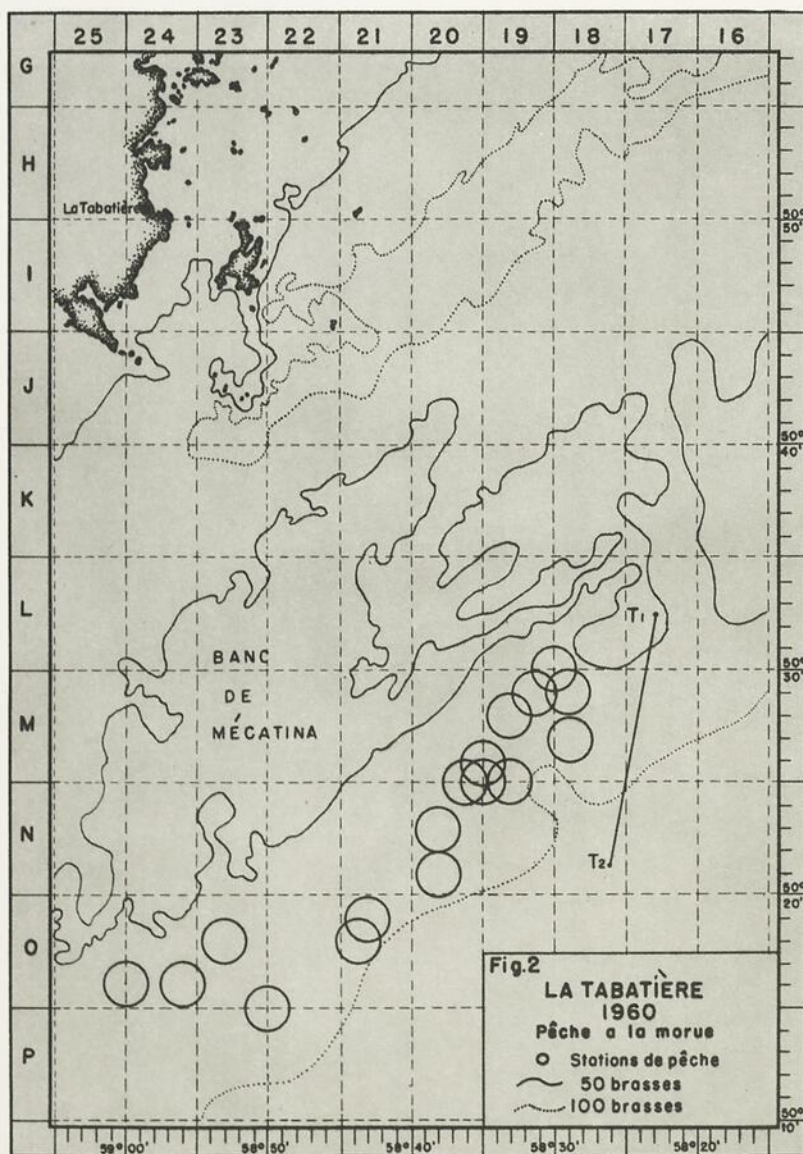 25 24 23 22 21 20 19 18 17 16
G
H
La Tabatière
50° 50'
I
J
50° 40'
K
L
T1
BANC
DE
MÉCATINA
50° 30'
M
N
T2
50° 20'
O
P
Fig.2
LA TABATIÈRE
1960
Pêche a la morue
O Stations de pêche
50 brasses
100 brasses
50° 10'
59° 00' 58° 50' 58° 40' 58° 30' 58° 20'